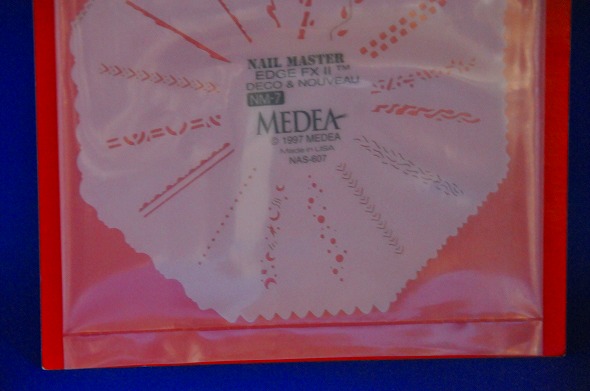 NAIL MASTER
EDGE FX II ™
DECO & NOUVEAU
NM-7
MEDEA
© 1997 MEDEA
Made in USA
NAS-607